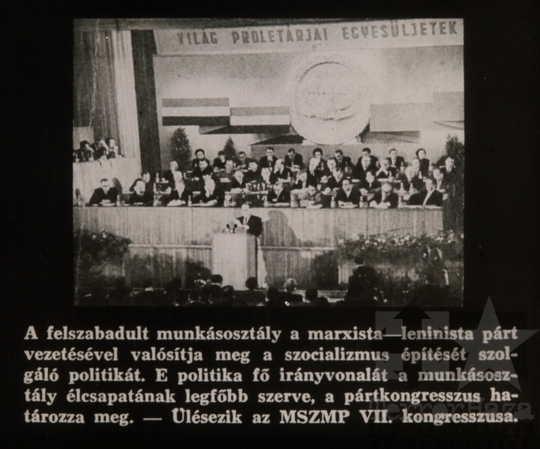 VILÁG PROLETÁRJAI EGYESÜLJETEK
A felszabadult munkásosztály a marxista—leninista párt
vezetésével valósítja meg a szocializmus építését szol-
gáló politikát. E politika fő irányvonalát a munkásosz-
tály élcsapatának legfőbb szerve, a pártkongresszus ha-
tározza meg. — Ülésezik az MSZMP VII. kongresszusa.
TerrorHáza